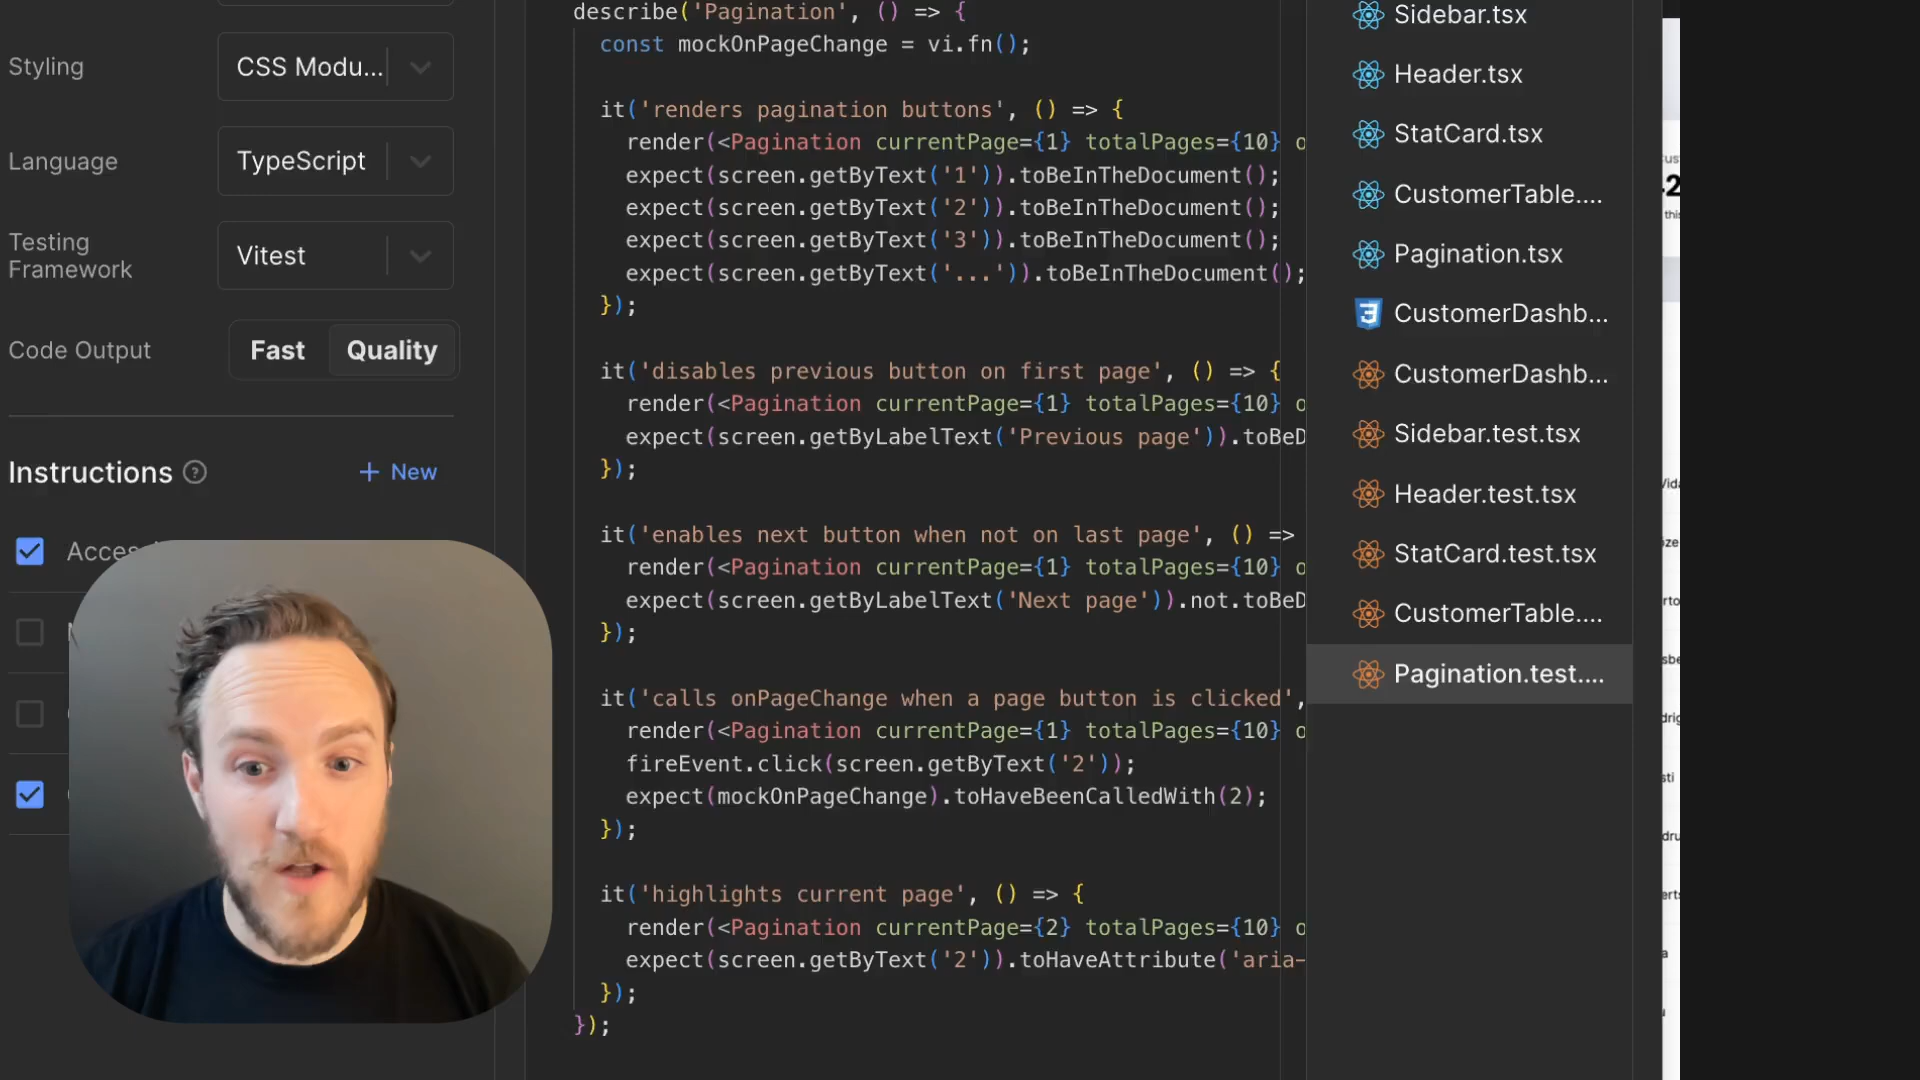 Styling
CSS Modu...
Language
TypeScript
Testing
Framework
Vitest
Code Output
Fast
Quality
Instructions ?
+ New
describe('Pagination', () => {
const mockOnPageChange = vi.fn();
it('renders pagination buttons', () => {
render(<Pagination currentPage={1} totalPages={10} o
expect(screen.getByText('1')).toBeInTheDocument();
expect(screen.getByText('2')).toBeInTheDocument();
expect(screen.getByText('3')).toBeInTheDocument();
expect(screen.getByText('...')).toBeInTheDocument();
});
it('disables previous button on first page', () => {
render(<Pagination currentPage={1} totalPages={10} o
expect(screen.getByLabelText('Previous page')).toBeD
});
it('enables next button when not on last page', () =>
render(<Pagination currentPage={1} totalPages={10} o
expect(screen.getByLabelText('Next page')).not.toBeD
});
it('calls onPageChange when a page button is clicked',
render(<Pagination currentPage={1} totalPages={10} o
fireEvent.click(screen.getByText('2'));
expect(mockOnPageChange).toHaveBeenCalledWith(2);
});
it('highlights current page', () => {
render(<Pagination currentPage={2} totalPages={10} o
expect(screen.getByText('2')).toHaveAttribute('aria-
});
});
Sidebar.tsx
Header.tsx
StatCard.tsx
CustomerTable....
Pagination.tsx
CustomerDashb...
CustomerDashb...
Sidebar.test.tsx
Header.test.tsx
StatCard.test.tsx
CustomerTable....
Pagination.test....